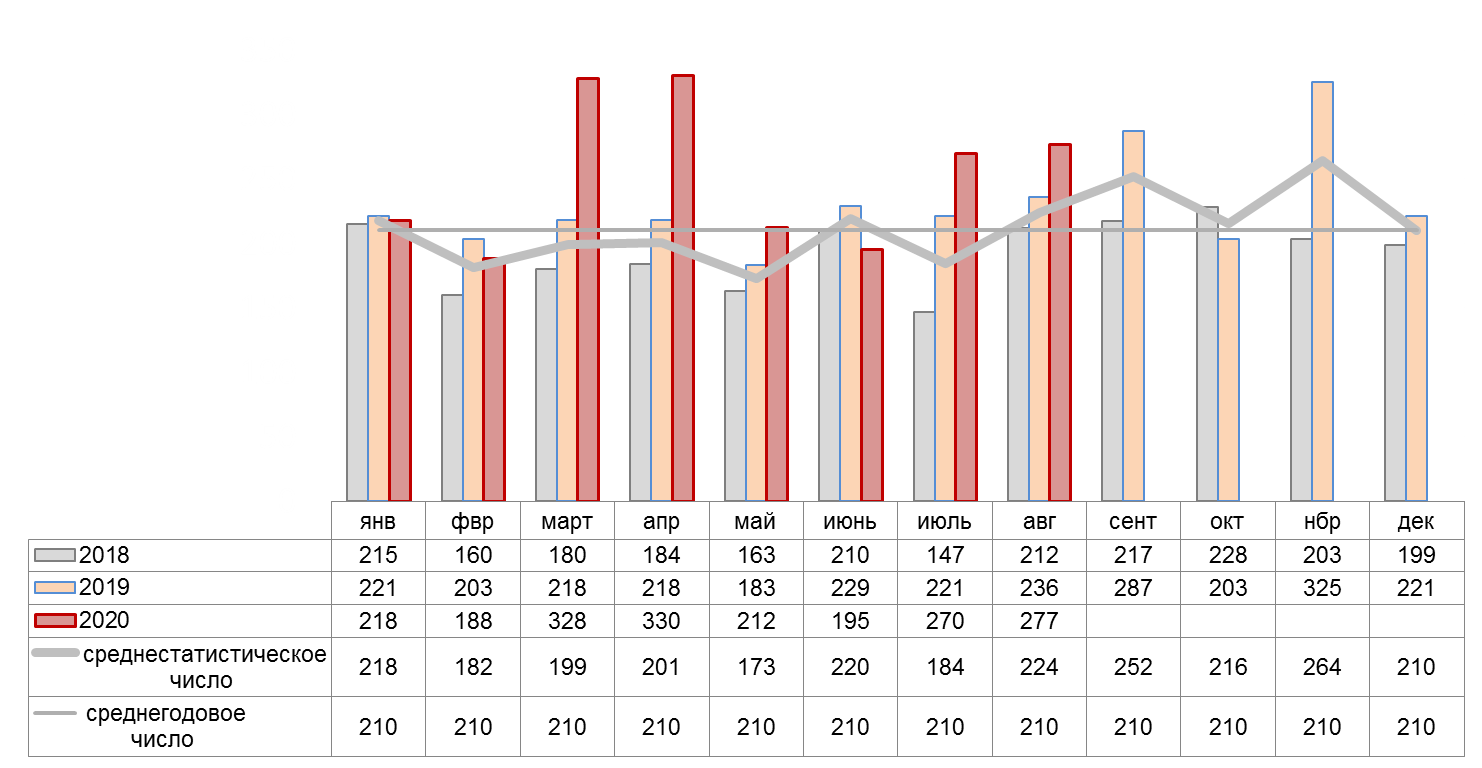 янв фвр март апр май июнь июль авг сент окт нбр дек
2018 215 160 180 184 163 210 147 212 217 228 203 199
2019 221 203 218 218 183 229 221 236 287 203 325 221
2020 218 188 328 330 212 195 270 277
среднестатистическое
число 218 182 199 201 173 220 184 224 252 216 264 210
среднегодовое
число 210 210 210 210 210 210 210 210 210 210 210 210